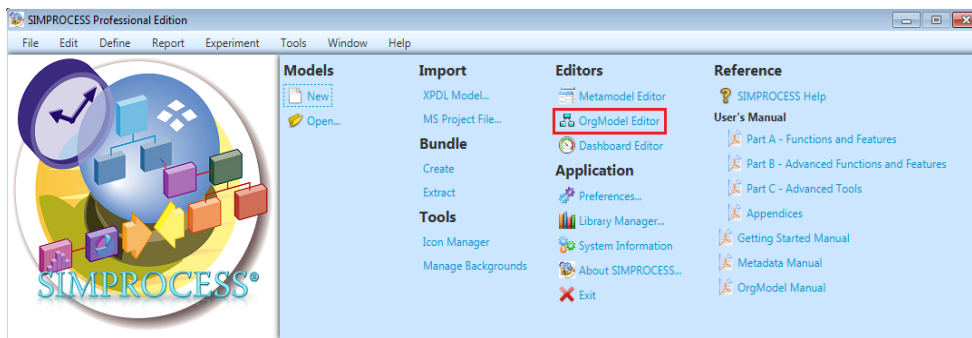 SIMPROCESS Professional Edition
File Edit Define Report Experiment Tools Window Help
SIMPROCESS®
Models
New
Open...
Import
XPDL Model...
MS Project File...
Bundle
Create
Extract
Tools
Icon Manager
Manage Backgrounds
Editors
Metamodel Editor
OrgModel Editor
Dashboard Editor
Application
Preferences...
Library Manager...
System Information
About SIMPROCESS...
Exit
Reference
SIMPROCESS Help
User's Manual
Part A - Functions and Features
Part B - Advanced Functions and Features
Part C - Advanced Tools
Appendices
Getting Started Manual
Metadata Manual
OrgModel Manual